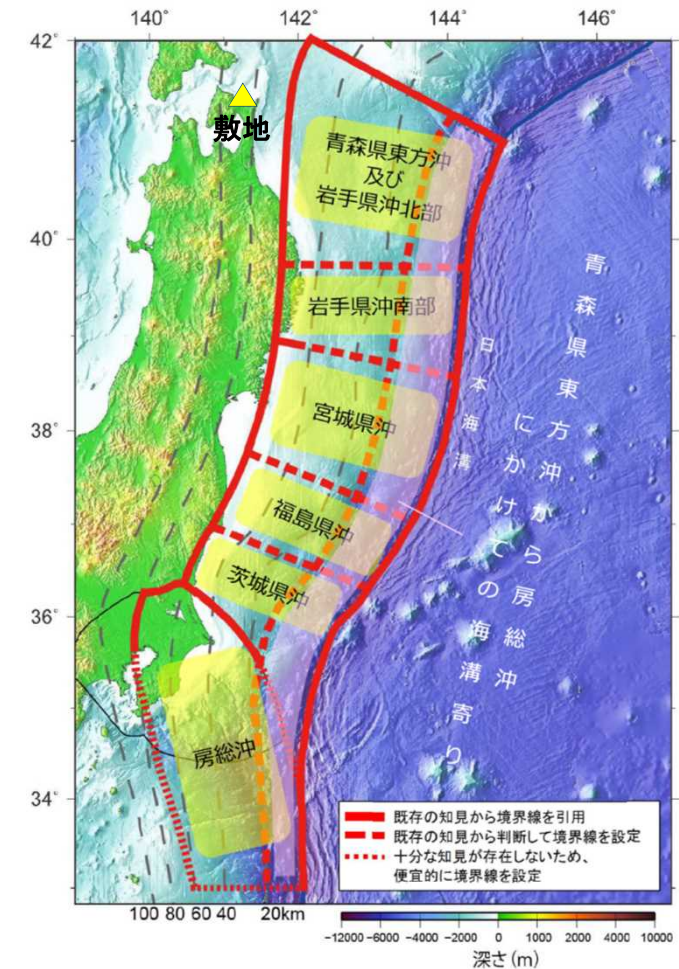 140°
142°
144°
146°
42°
40°
38°
36°
34°
敷地
青森県東方沖
及び
岩手県沖北部
岩手県沖南部
宮城県沖
福島県沖
茨城県沖
房総沖
日本海溝
青森県東方沖から房総沖
にかけての海溝寄り
既存の知見から境界線を引用
既存の知見から判断して境界線を設定
十分な知見が存在しないため、
便宜的に境界線を設定
100 80 60 40 20km
-12000 -6000 -4000 -2000 0 1000 2000 4000 10000
深さ(m)